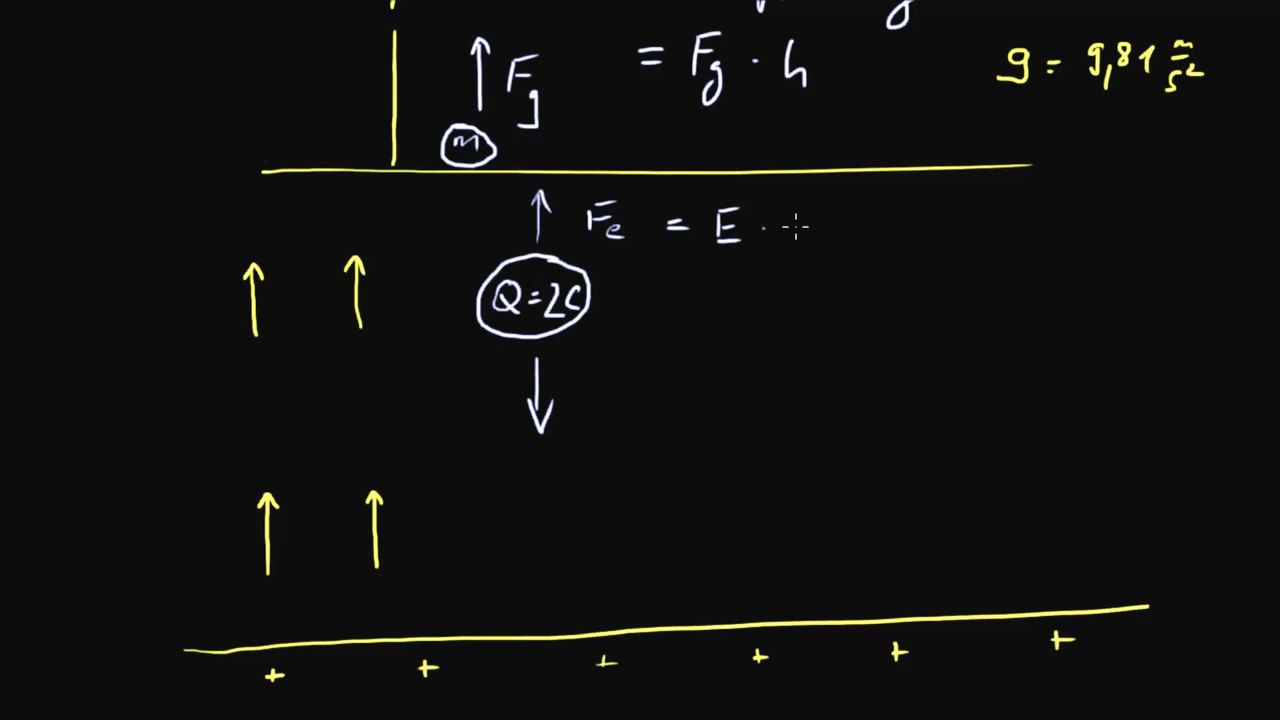 F_g = F_g · h
g = 9,81 m/s²
m
F_e = E ·
Q = 2C
+ + + + + +